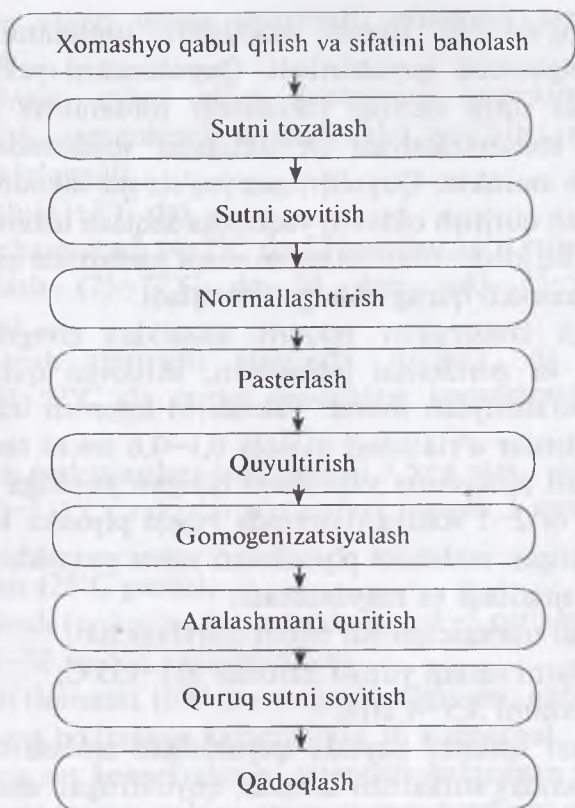 Xomashyo qabul qilish va sifatini baholash
Sutni tozalash
Sutni sovitish
Normallashtirish
Pasterlash
Quyultirish
Gomogenizatsiyalash
Aralashmani quritish
Quruq sutni sovitish
Qadoqlash